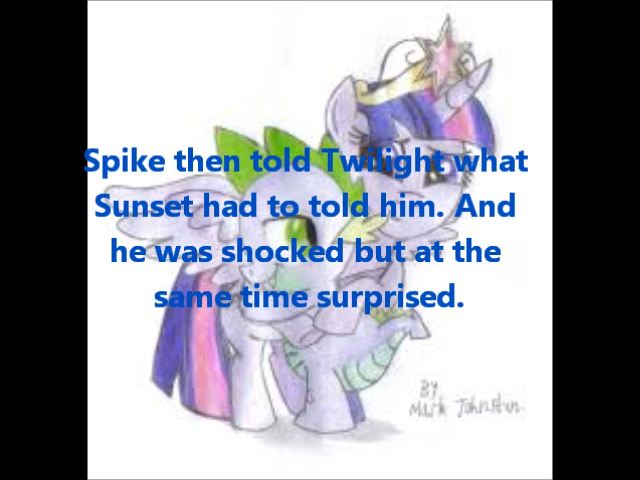 Spike then told Twilight what
Sunset had to told him. And
he was shocked but at the
same time surprised.
By
Mark Johnston